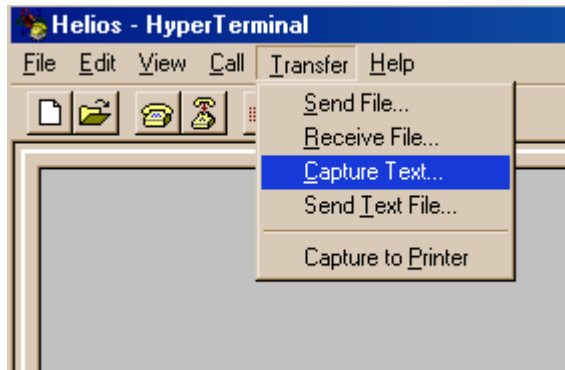 Helios - HyperTerminal
File Edit View Call Transfer Help
Send File...
Receive File...
Capture Text...
Send Text File...
Capture to Printer